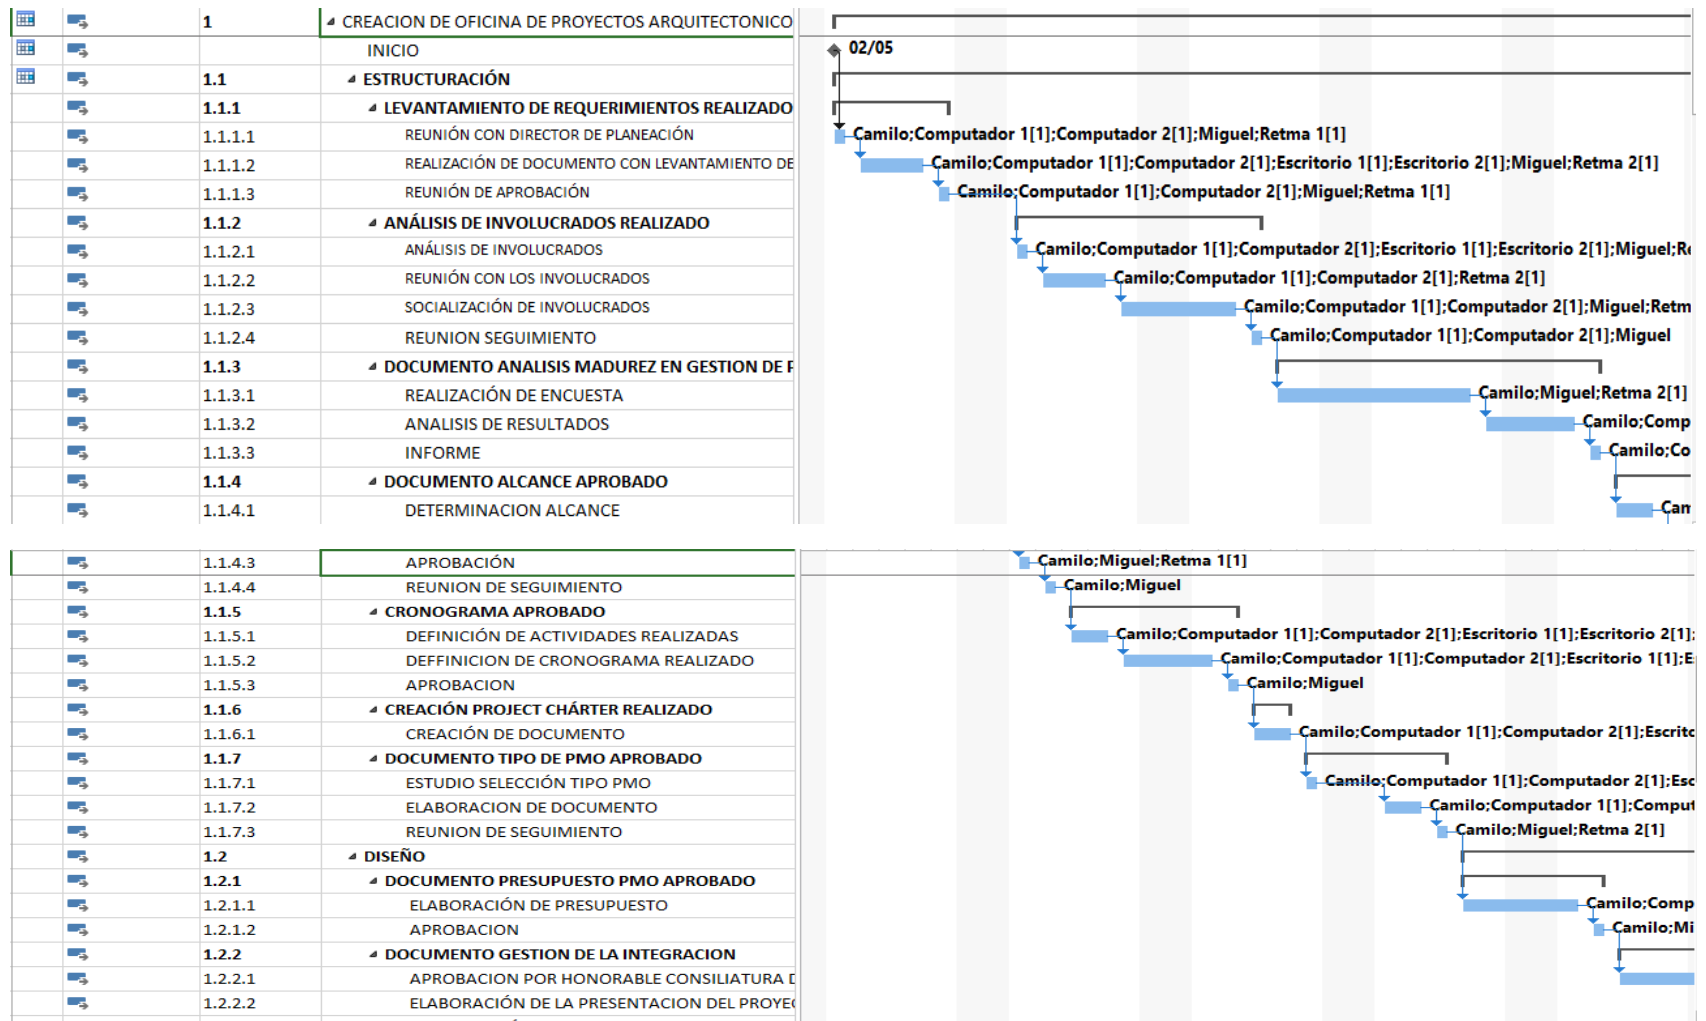 1 CREACION DE OFICINA DE PROYECTOS ARQUITECTONICO
INICIO 02/05
1.1 ESTRUCTURACIÓN
1.1.1 LEVANTAMIENTO DE REQUERIMIENTOS REALIZADO
1.1.1.1 REUNIÓN CON DIRECTOR DE PLANEACIÓN Camilo;Computador 1[1];Computador 2[1];Miguel;Retma 1[1]
1.1.1.2 REALIZACIÓN DE DOCUMENTO CON LEVANTAMIENTO DE Camilo;Computador 1[1];Computador 2[1];Escritorio 1[1];Escritorio 2[1];Miguel;Retma 2[1]
1.1.1.3 REUNIÓN DE APROBACIÓN Camilo;Computador 1[1];Computador 2[1];Miguel;Retma 1[1]
1.1.2 ANÁLISIS DE INVOLUCRADOS REALIZADO
1.1.2.1 ANÁLISIS DE INVOLUCRADOS Camilo;Computador 1[1];Computador 2[1];Escritorio 1[1];Escritorio 2[1];Miguel;Re
1.1.2.2 REUNIÓN CON LOS INVOLUCRADOS Camilo;Computador 1[1];Computador 2[1];Retma 2[1]
1.1.2.3 SOCIALIZACIÓN DE INVOLUCRADOS Camilo;Computador 1[1];Computador 2[1];Miguel;Retm
1.1.2.4 REUNION SEGUIMIENTO Camilo;Computador 1[1];Computador 2[1];Miguel
1.1.3 DOCUMENTO ANALISIS MADUREZ EN GESTION DE P
1.1.3.1 REALIZACIÓN DE ENCUESTA Camilo;Miguel;Retma 2[1]
1.1.3.2 ANALISIS DE RESULTADOS Camilo;Comp
1.1.3.3 INFORME Camilo;Co
1.1.4 DOCUMENTO ALCANCE APROBADO
1.1.4.1 DETERMINACION ALCANCE Cam
1.1.4.3 APROBACIÓN Camilo;Miguel;Retma 1[1]
1.1.4.4 REUNION DE SEGUIMIENTO Camilo;Miguel
1.1.5 CRONOGRAMA APROBADO
1.1.5.1 DEFINICIÓN DE ACTIVIDADES REALIZADAS Camilo;Computador 1[1];Computador 2[1];Escritorio 1[1];Escritorio 2[1];
1.1.5.2 DEFFINICION DE CRONOGRAMA REALIZADO Camilo;Computador 1[1];Computador 2[1];Escritorio 1[1];E
1.1.5.3 APROBACION Camilo;Miguel
1.1.6 CREACIÓN PROJECT CHÁRTER REALIZADO
1.1.6.1 CREACIÓN DE DOCUMENTO Camilo;Computador 1[1];Computador 2[1];Escrito
1.1.7 DOCUMENTO TIPO DE PMO APROBADO
1.1.7.1 ESTUDIO SELECCIÓN TIPO PMO Camilo;Computador 1[1];Computador 2[1];Esc
1.1.7.2 ELABORACION DE DOCUMENTO Camilo;Computador 1[1];Comput
1.1.7.3 REUNION DE SEGUIMIENTO Camilo;Miguel;Retma 2[1]
1.2 DISEÑO
1.2.1 DOCUMENTO PRESUPUESTO PMO APROBADO
1.2.1.1 ELABORACIÓN DE PRESUPUESTO Camilo;Comp
1.2.1.2 APROBACION Camilo;Mi
1.2.2 DOCUMENTO GESTION DE LA INTEGRACION
1.2.2.1 APROBACION POR HONORABLE CONSILIATURA D
1.2.2.2 ELABORACIÓN DE LA PRESENTACION DEL PROYEC